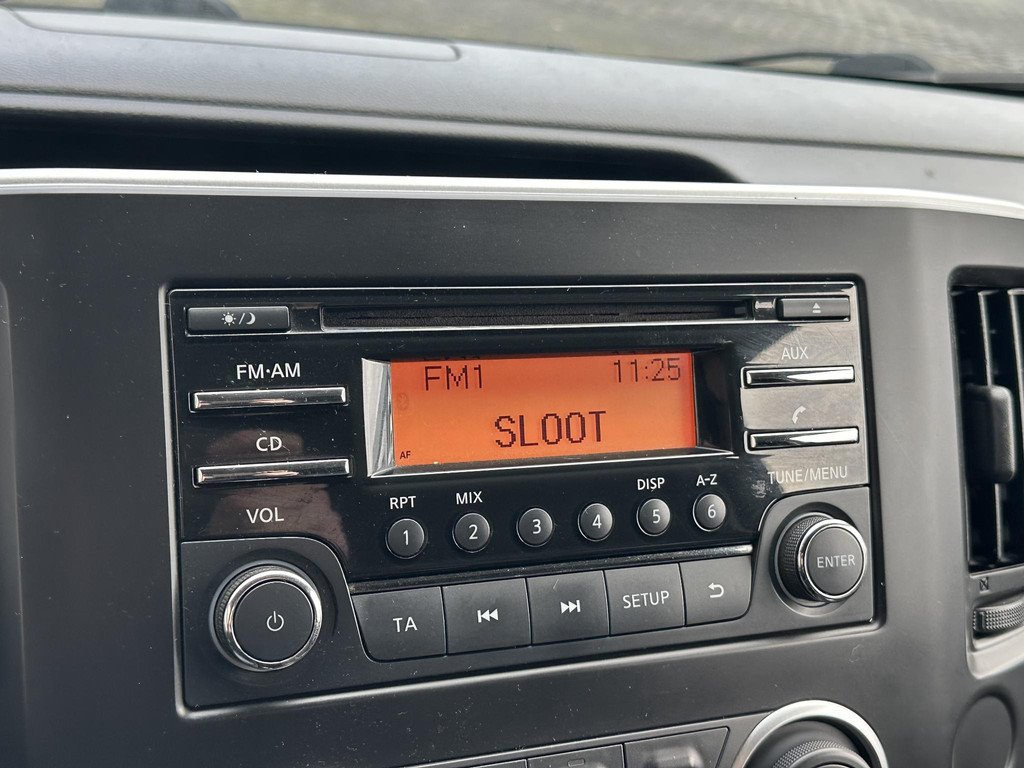 FM•AM
FM1 11:25
AUX
CD
SLOOT
AF
TUNE/MENU
VOL
RPT MIX DISP A-Z
1 2 3 4 5 6
ENTER
TA SETUP